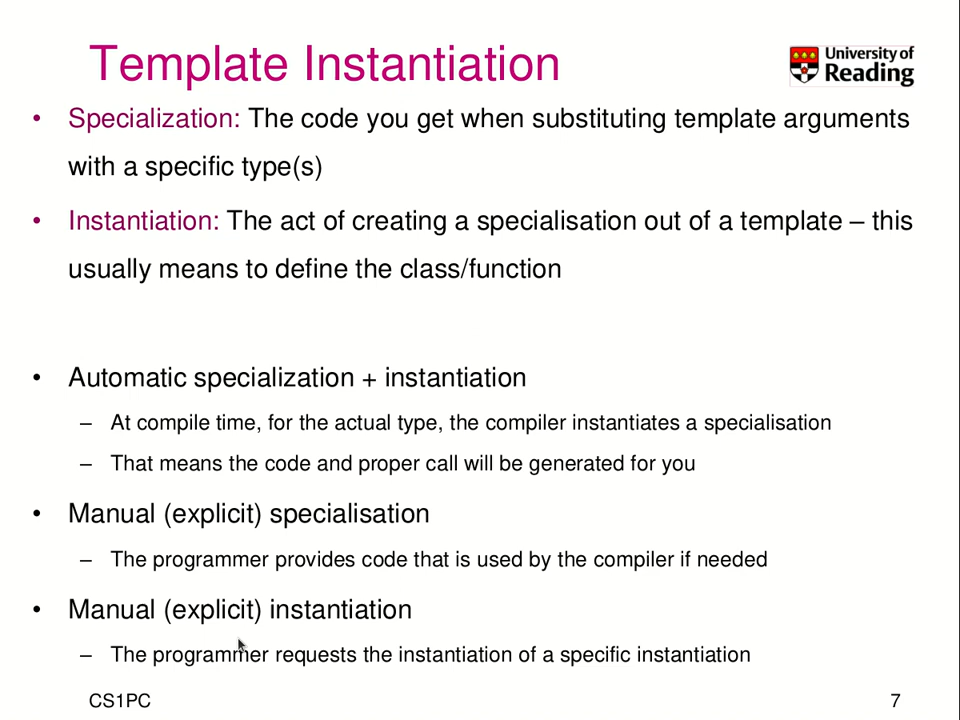 Template Instantiation
University of
Reading
• Specialization: The code you get when substituting template arguments
with a specific type(s)
• Instantiation: The act of creating a specialisation out of a template – this
usually means to define the class/function
• Automatic specialization + instantiation
– At compile time, for the actual type, the compiler instantiates a specialisation
– That means the code and proper call will be generated for you
• Manual (explicit) specialisation
– The programmer provides code that is used by the compiler if needed
• Manual (explicit) instantiation
– The programmer requests the instantiation of a specific instantiation
CS1PC
7